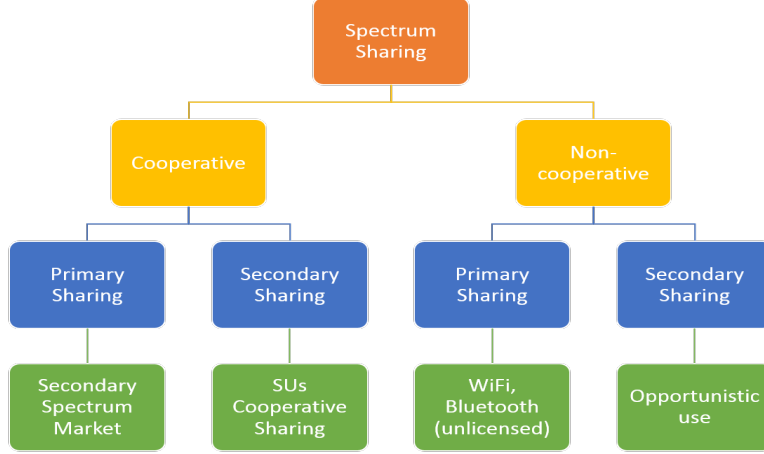 Spectrum
Sharing
Cooperative
Non-
cooperative
Primary
Sharing
Secondary
Sharing
Primary
Sharing
Secondary
Sharing
Secondary
Spectrum
Market
SUs
Cooperative
Sharing
WiFi,
Bluetooth
(unlicensed)
Opportunistic
use